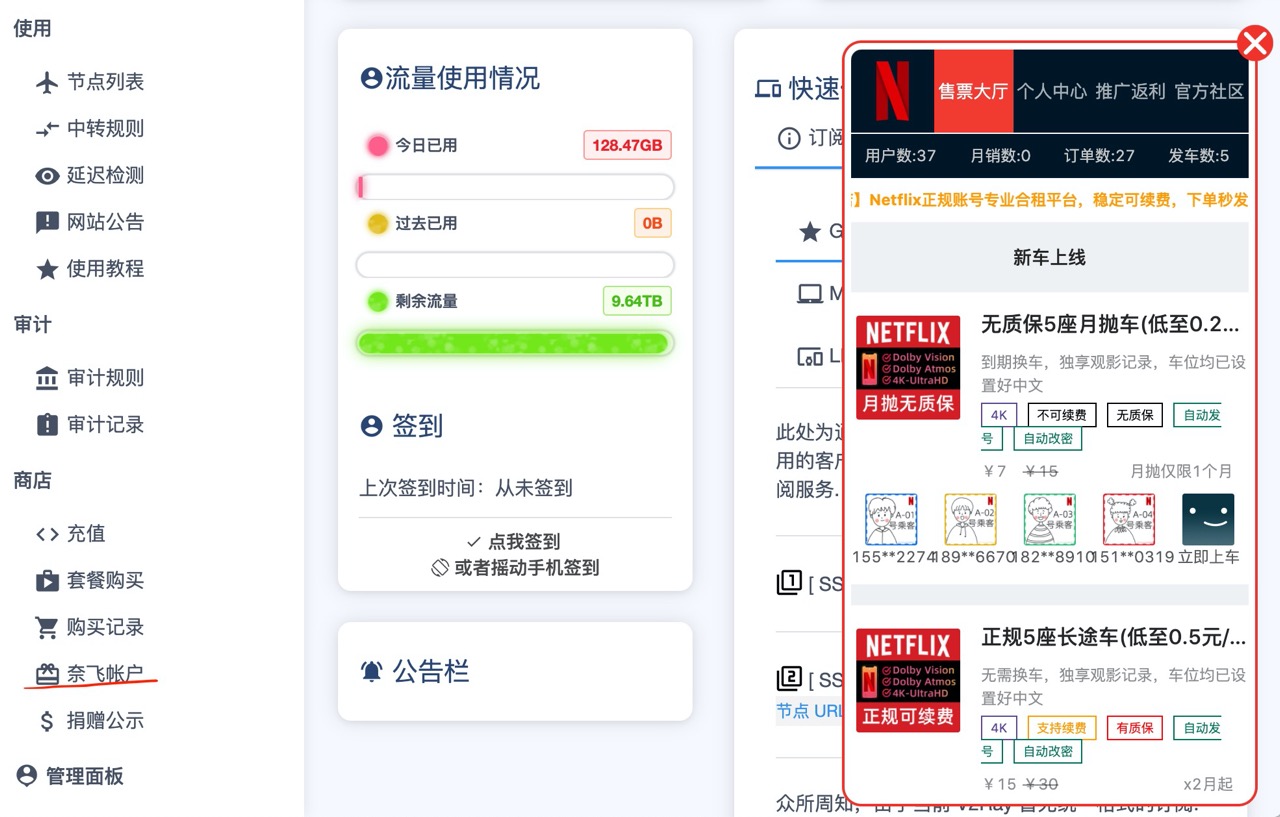 使用
节点列表
中转规则
延迟检测
网站公告
使用教程
审计
审计规则
审计记录
商店
充值
套餐购买
购买记录
奈飞帐户
捐赠公示
管理面板
流量使用情况
今日已用
128.47GB
过去已用
0B
剩余流量
9.64TB
签到
上次签到时间：从未签到
点我签到
或者摇动手机签到
公告栏
快速
订阅
此处为
用的客户
阅服务.
1 [ SS
2 [ SS
节点 URL
售票大厅 个人中心 推广返利 官方社区
用户数:37 月销数:0 订单数:27 发车数:5
】Netflix正规账号专业合租平台，稳定可续费，下单秒发
新车上线
NETFLIX
Dolby Vision
Dolby Atmos
4K-UltraHD
月抛无质保
无质保5座月抛车(低至0.2...
到期换车，独享观影记录，车位均已设
置好中文
4K 不可续费 无质保 自动发
号 自动改密
￥7 ￥15 月抛仅限1个月
A-01
号乘客
A-02
号乘客
A-03
号乘客
A-04
号乘客
155**2274 189**6670 182**8910 151**0319 立即上车
NETFLIX
Dolby Vision
Dolby Atmos
4K-UltraHD
正规可续费
正规5座长途车(低至0.5元/...
无需换车，独享观影记录，车位均已设
置好中文
4K 支持续费 有质保 自动发
号 自动改密
￥15 ￥30 x2月起
众所周知，由于当前 V2Ray 暂无统一格式的订阅.